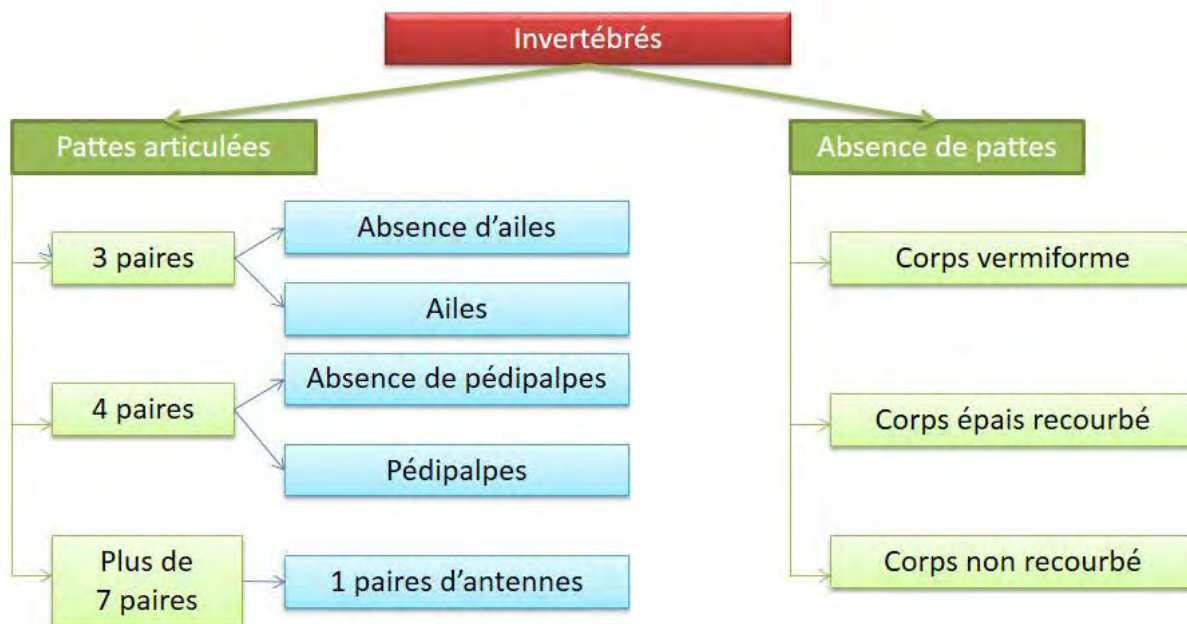 Invertébrés
Pattes articulées
Absence de pattes
3 paires
Absence d’ailes
Ailes
4 paires
Absence de pédipalpes
Pédipalpes
Plus de
7 paires
1 paires d’antennes
Corps vermiforme
Corps épais recourbé
Corps non recourbé